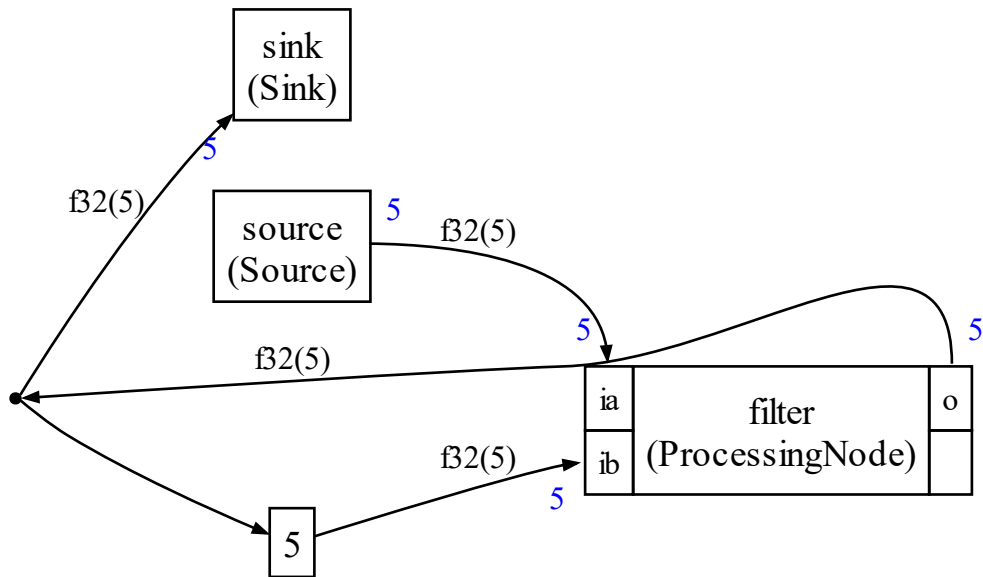 sink
(Sink)
5
f32(5)
source
(Source)
5
f32(5)
5
5
f32(5)
ia
ib
filter
(ProcessingNode)
o
f32(5)
5
5